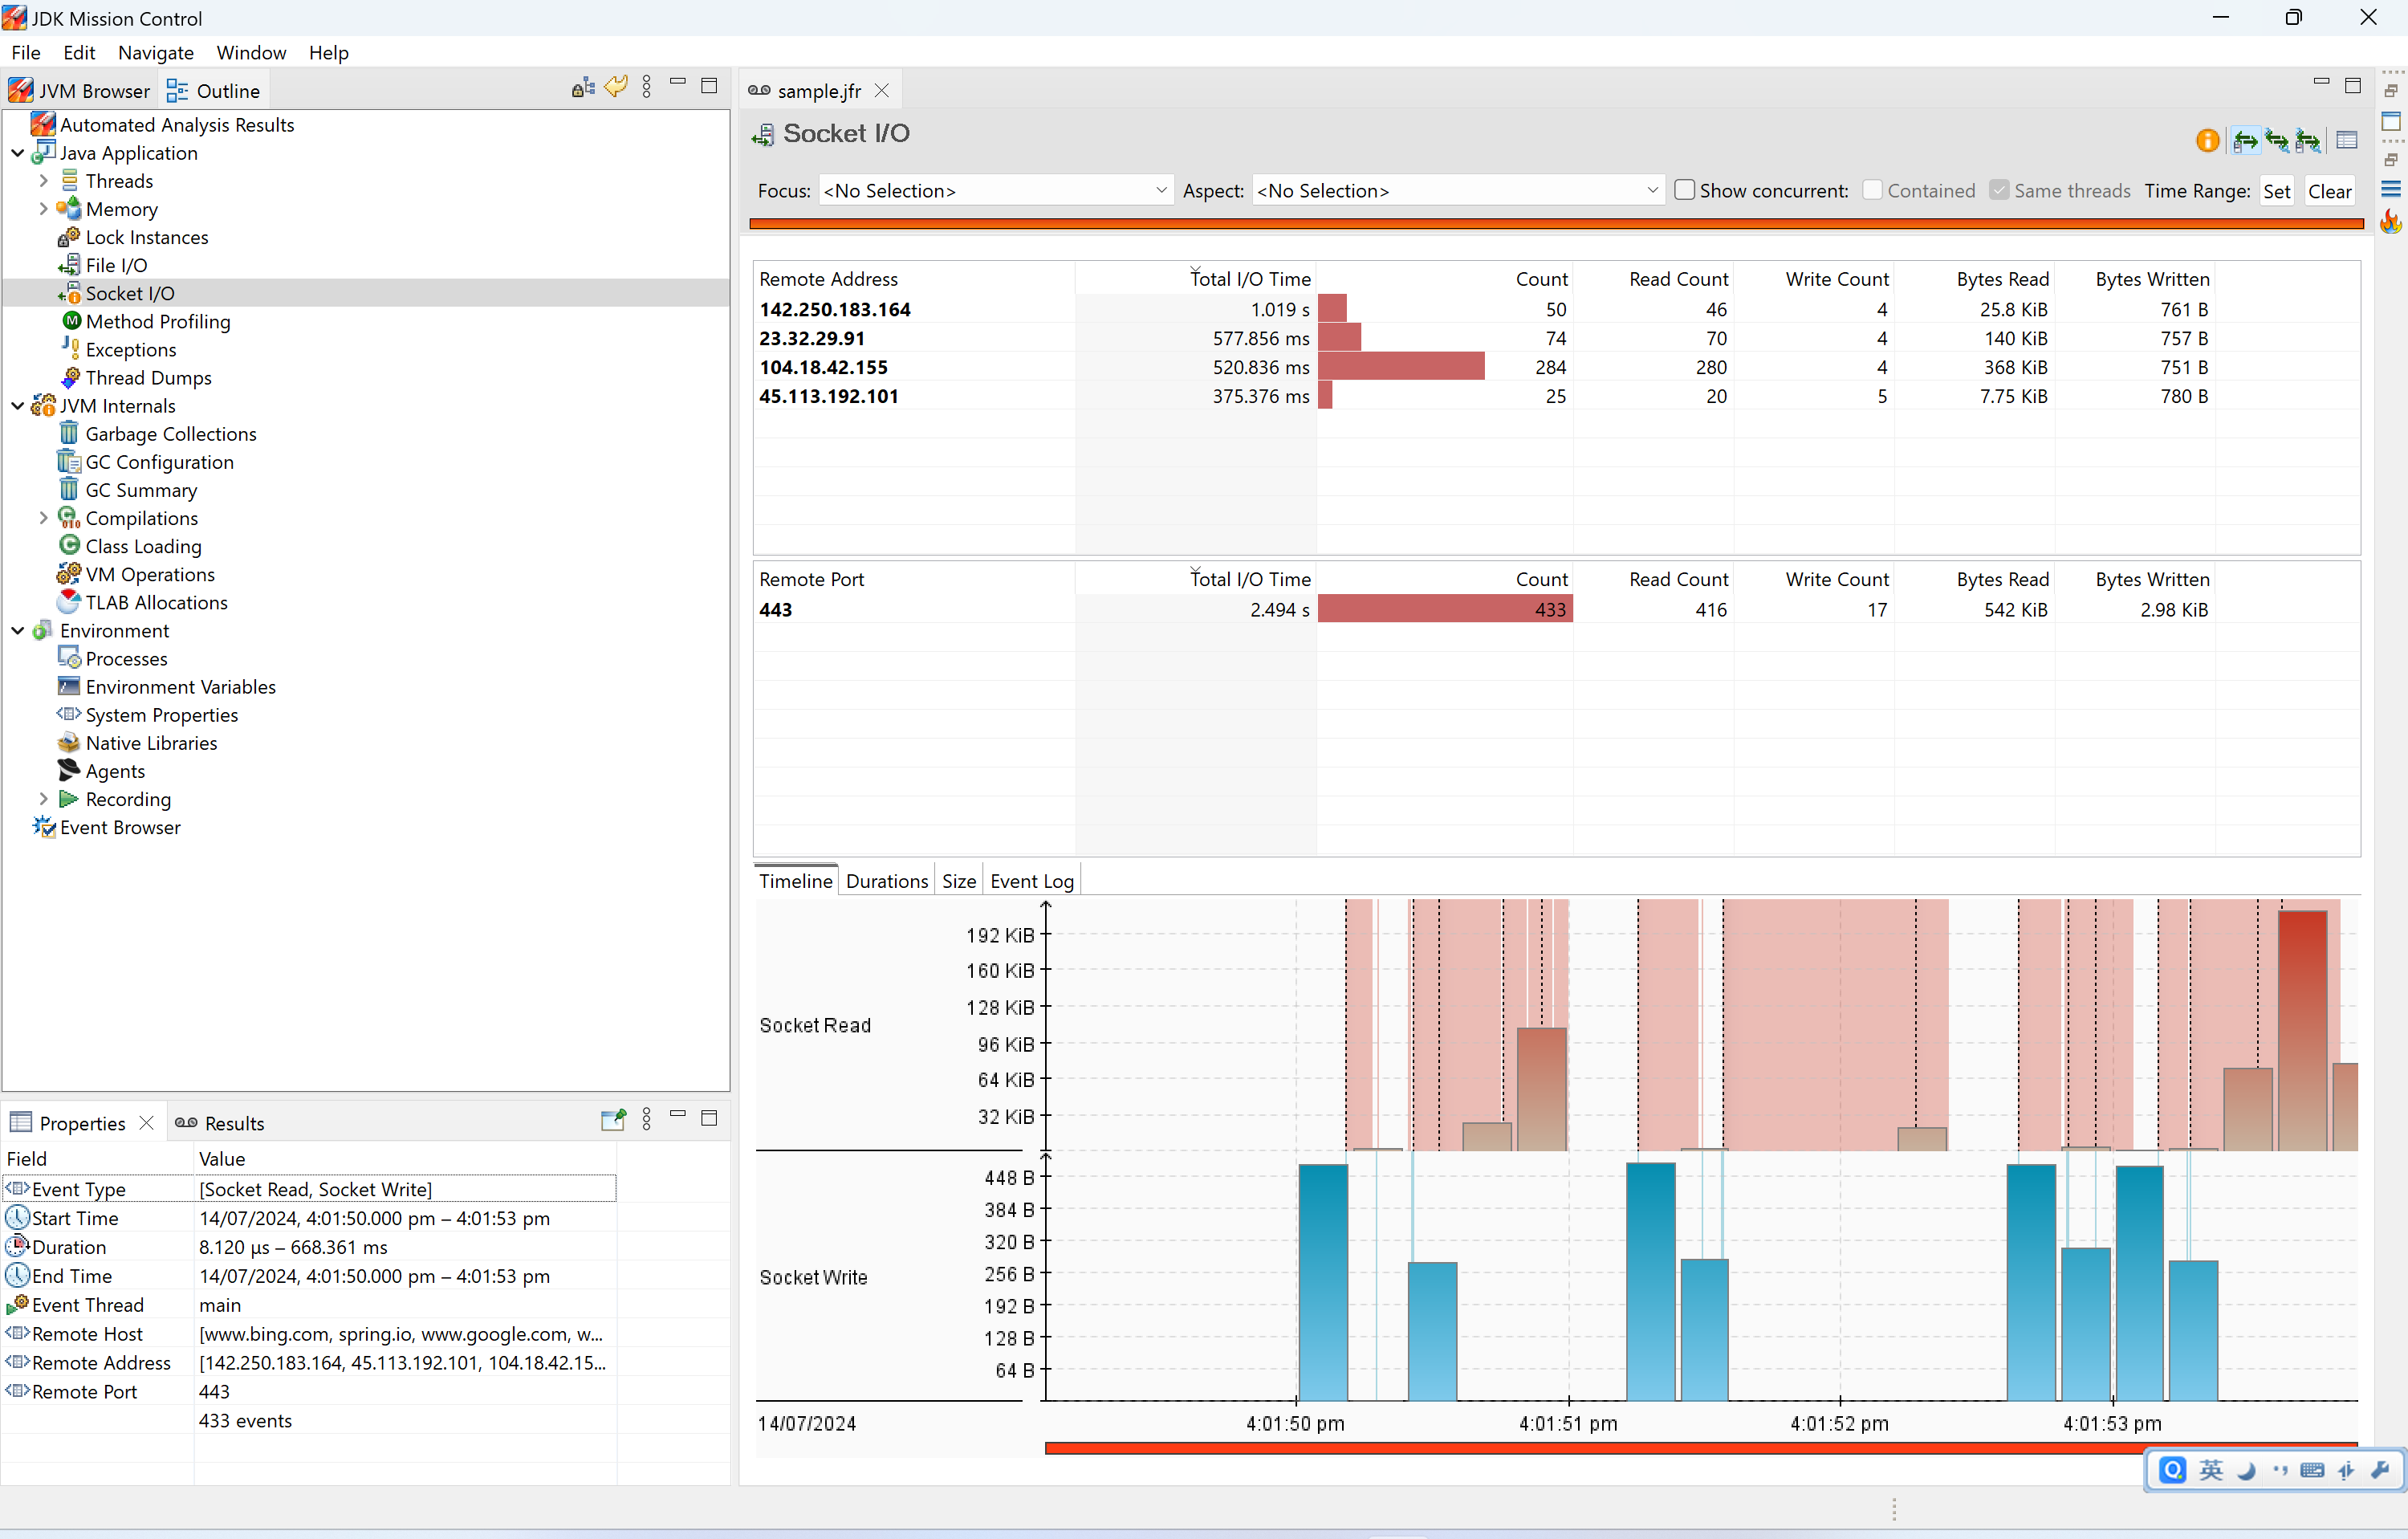 JDK Mission Control
File Edit Navigate Window Help
JVM Browser Outline
Automated Analysis Results
Java Application
Threads
Memory
Lock Instances
File I/O
Socket I/O
Method Profiling
Exceptions
Thread Dumps
JVM Internals
Garbage Collections
GC Configuration
GC Summary
Compilations
Class Loading
VM Operations
TLAB Allocations
Environment
Processes
Environment Variables
System Properties
Native Libraries
Agents
Recording
Event Browser
Properties Results
Field Value
Event Type [Socket Read, Socket Write]
Start Time 14/07/2024, 4:01:50.000 pm – 4:01:53 pm
Duration 8.120 µs – 668.361 ms
End Time 14/07/2024, 4:01:50.000 pm – 4:01:53 pm
Event Thread main
Remote Host [www.bing.com, spring.io, www.google.com, w...
Remote Address [142.250.183.164, 45.113.192.101, 104.18.42.15...
Remote Port 443
433 events
sample.jfr
Socket I/O
Focus: <No Selection> Aspect: <No Selection> Show concurrent: Contained Same threads Time Range: Set Clear
Remote Address Total I/O Time Count Read Count Write Count Bytes Read Bytes Written
142.250.183.164 1.019 s 50 46 4 25.8 KiB 761 B
23.32.29.91 577.856 ms 74 70 4 140 KiB 757 B
104.18.42.155 520.836 ms 284 280 4 368 KiB 751 B
45.113.192.101 375.376 ms 25 20 5 7.75 KiB 780 B
Remote Port Total I/O Time Count Read Count Write Count Bytes Read Bytes Written
443 2.494 s 433 416 17 542 KiB 2.98 KiB
Timeline Durations Size Event Log
Socket Read
192 KiB
160 KiB
128 KiB
96 KiB
64 KiB
32 KiB
Socket Write
448 B
384 B
320 B
256 B
192 B
128 B
64 B
14/07/2024 4:01:50 pm 4:01:51 pm 4:01:52 pm 4:01:53 pm
英